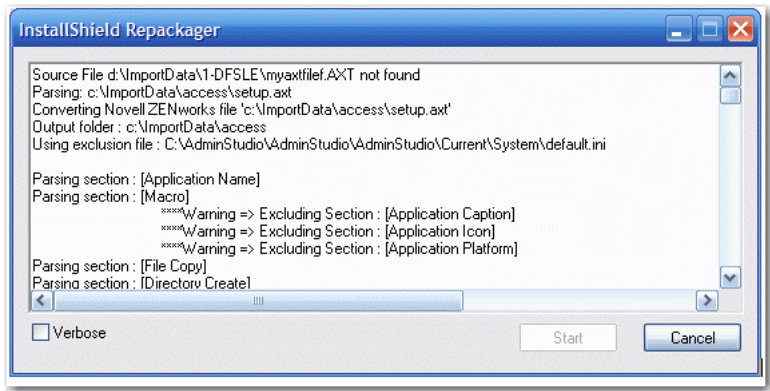 InstallShield Repackager
Source File d:\ImportData\1-DFSLE\myaxtfilef.AXT not found
Parsing: c:\ImportData\access\setup.axt
Converting Novell ZENworks file 'c:\ImportData\access\setup.axt'
Output folder : c:\ImportData\access
Using exclusion file : C:\AdminStudio\AdminStudio\AdminStudio\Current\System\default.ini
Parsing section : [Application Name]
Parsing section : [Macro]
****Warning => Excluding Section : [Application Caption]
****Warning => Excluding Section : [Application Icon]
****Warning => Excluding Section : [Application Platform]
Parsing section : [File Copy]
Parsing section : [Directory Create]
Verbose
Start
Cancel